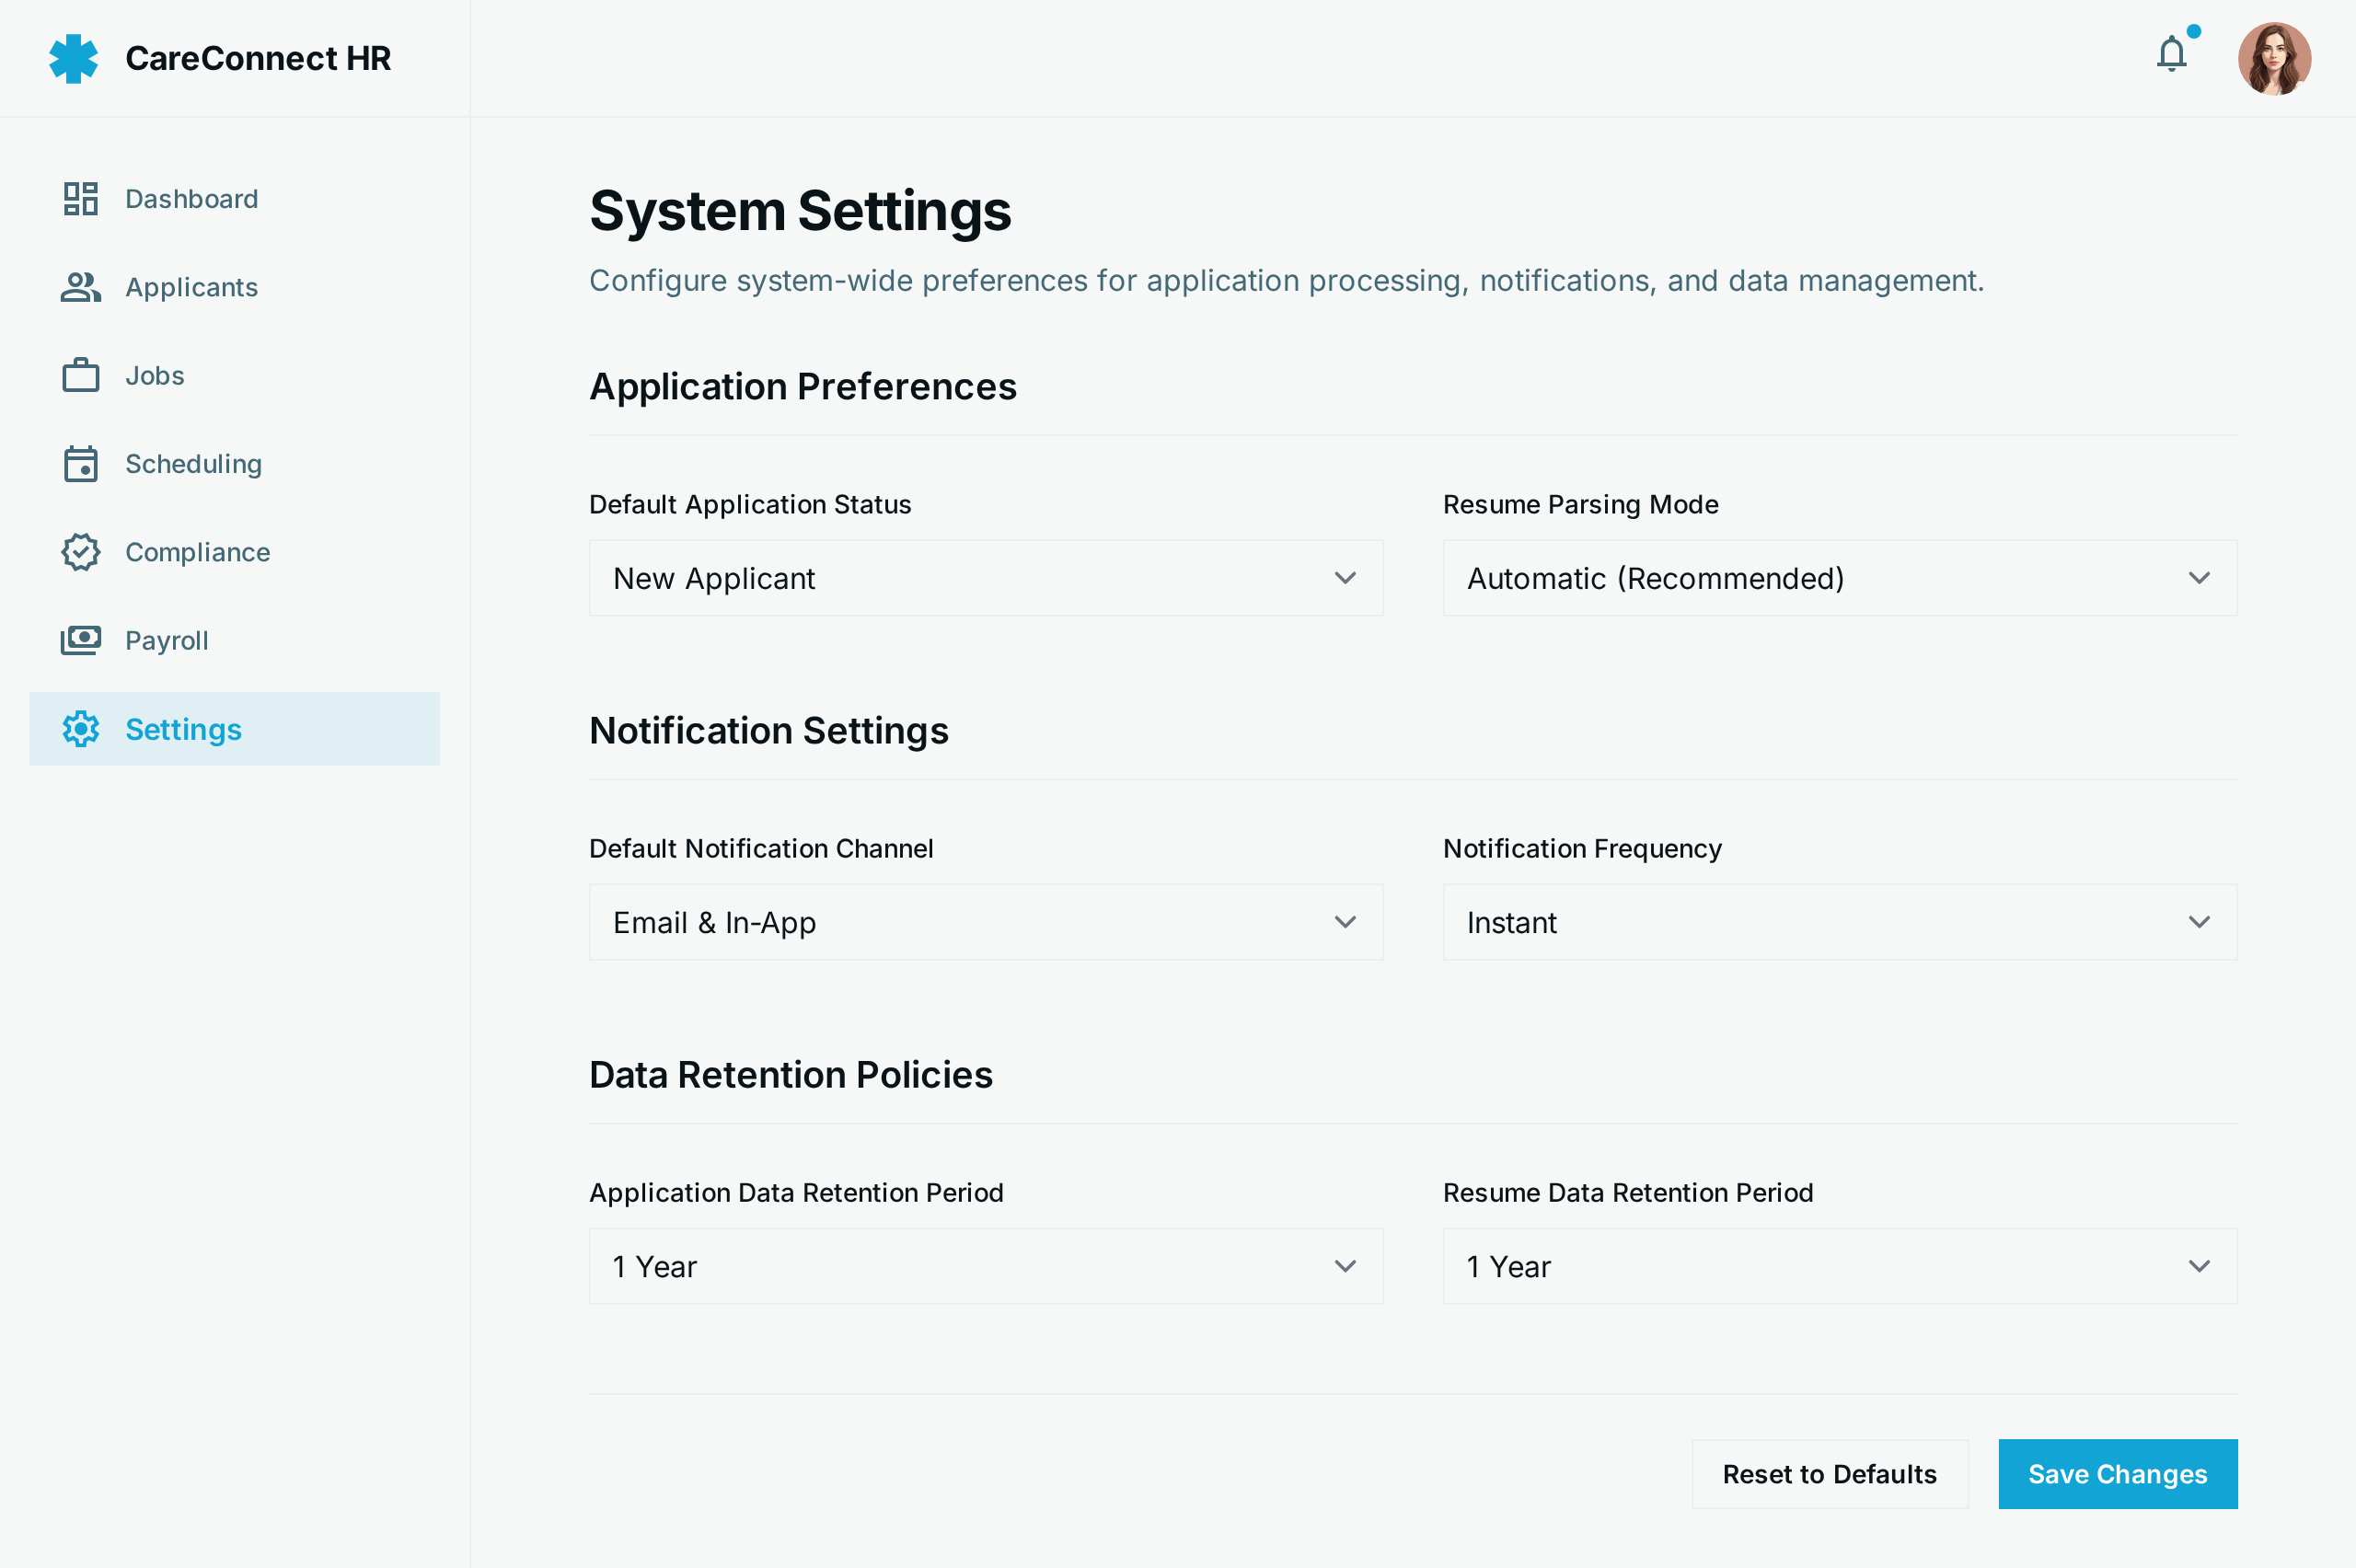 CareConnect HR
Dashboard
Applicants
Jobs
Scheduling
Compliance
Payroll
Settings
System Settings
Configure system-wide preferences for application processing, notifications, and data management.
Application Preferences
Default Application Status
New Applicant
Resume Parsing Mode
Automatic (Recommended)
Notification Settings
Default Notification Channel
Email & In-App
Notification Frequency
Instant
Data Retention Policies
Application Data Retention Period
1 Year
Resume Data Retention Period
1 Year
Reset to Defaults
Save Changes